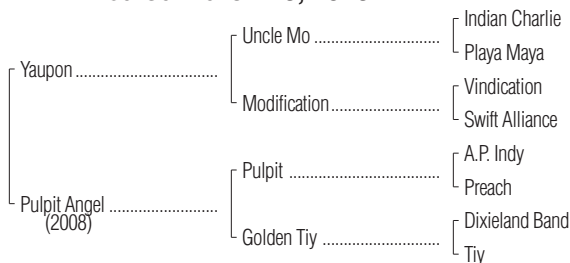 Indian Charlie
Uncle Mo
Playa Maya
Yaupon
Vindication
Modification
Swift Alliance
A.P. Indy
Pulpit
Preach
Pulpit Angel
(2008)
Dixieland Band
Golden Tiy
Tiy